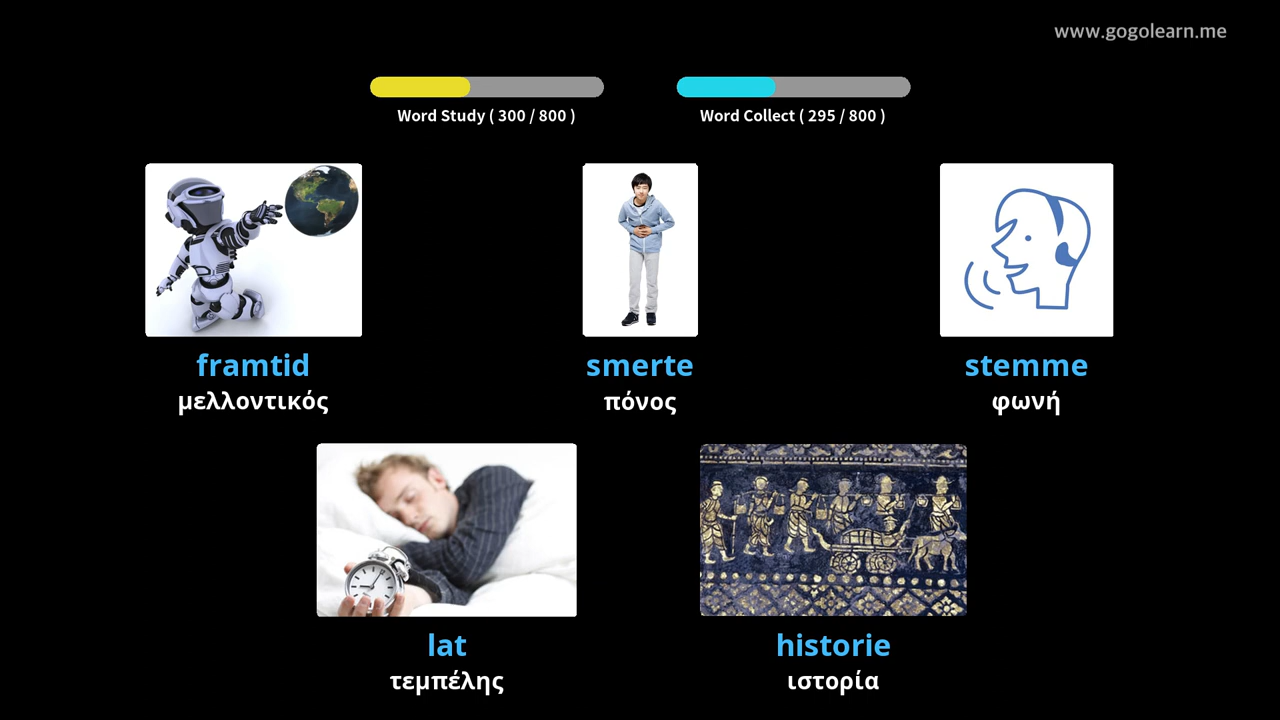 www.gogolearn.me
Word Study ( 300 / 800 )
Word Collect ( 295 / 800 )
framtid
μελλοντικός
smerte
πόνος
stemme
φωνή
lat
τεμπέλης
historie
ιστορία